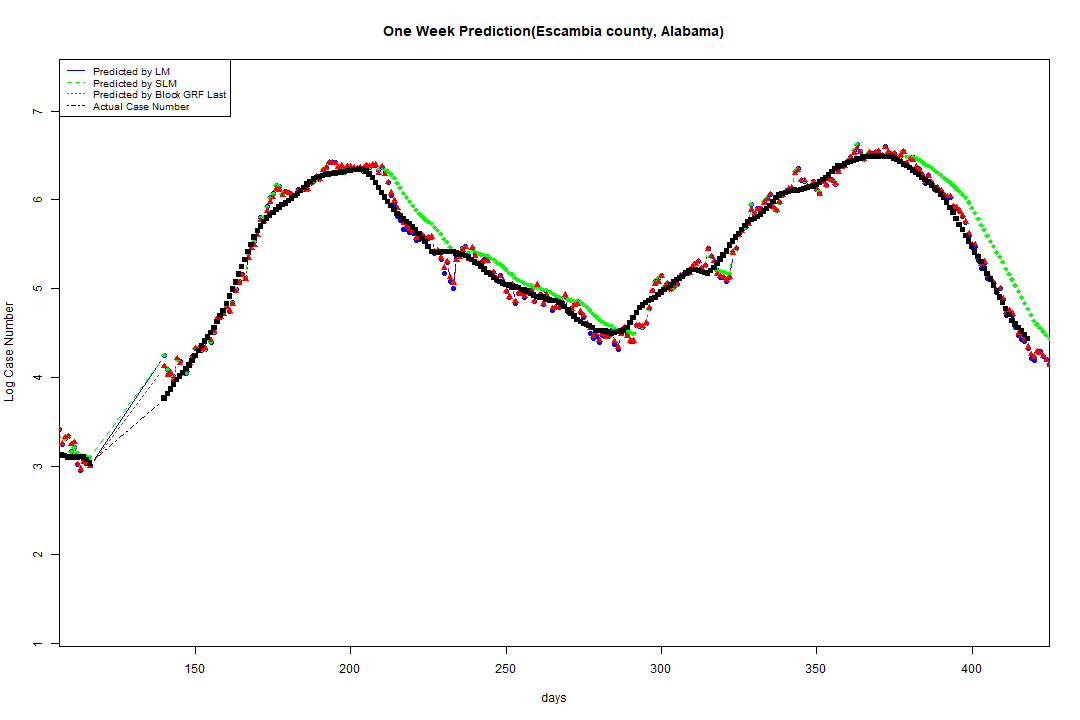 One Week Prediction(Escambia county, Alabama)
Predicted by LM
Predicted by SLM
Predicted by Block GRF Last
Actual Case Number
7
6
5
4
3
2
1
Log Case Number
150 200 250 300 350 400
days